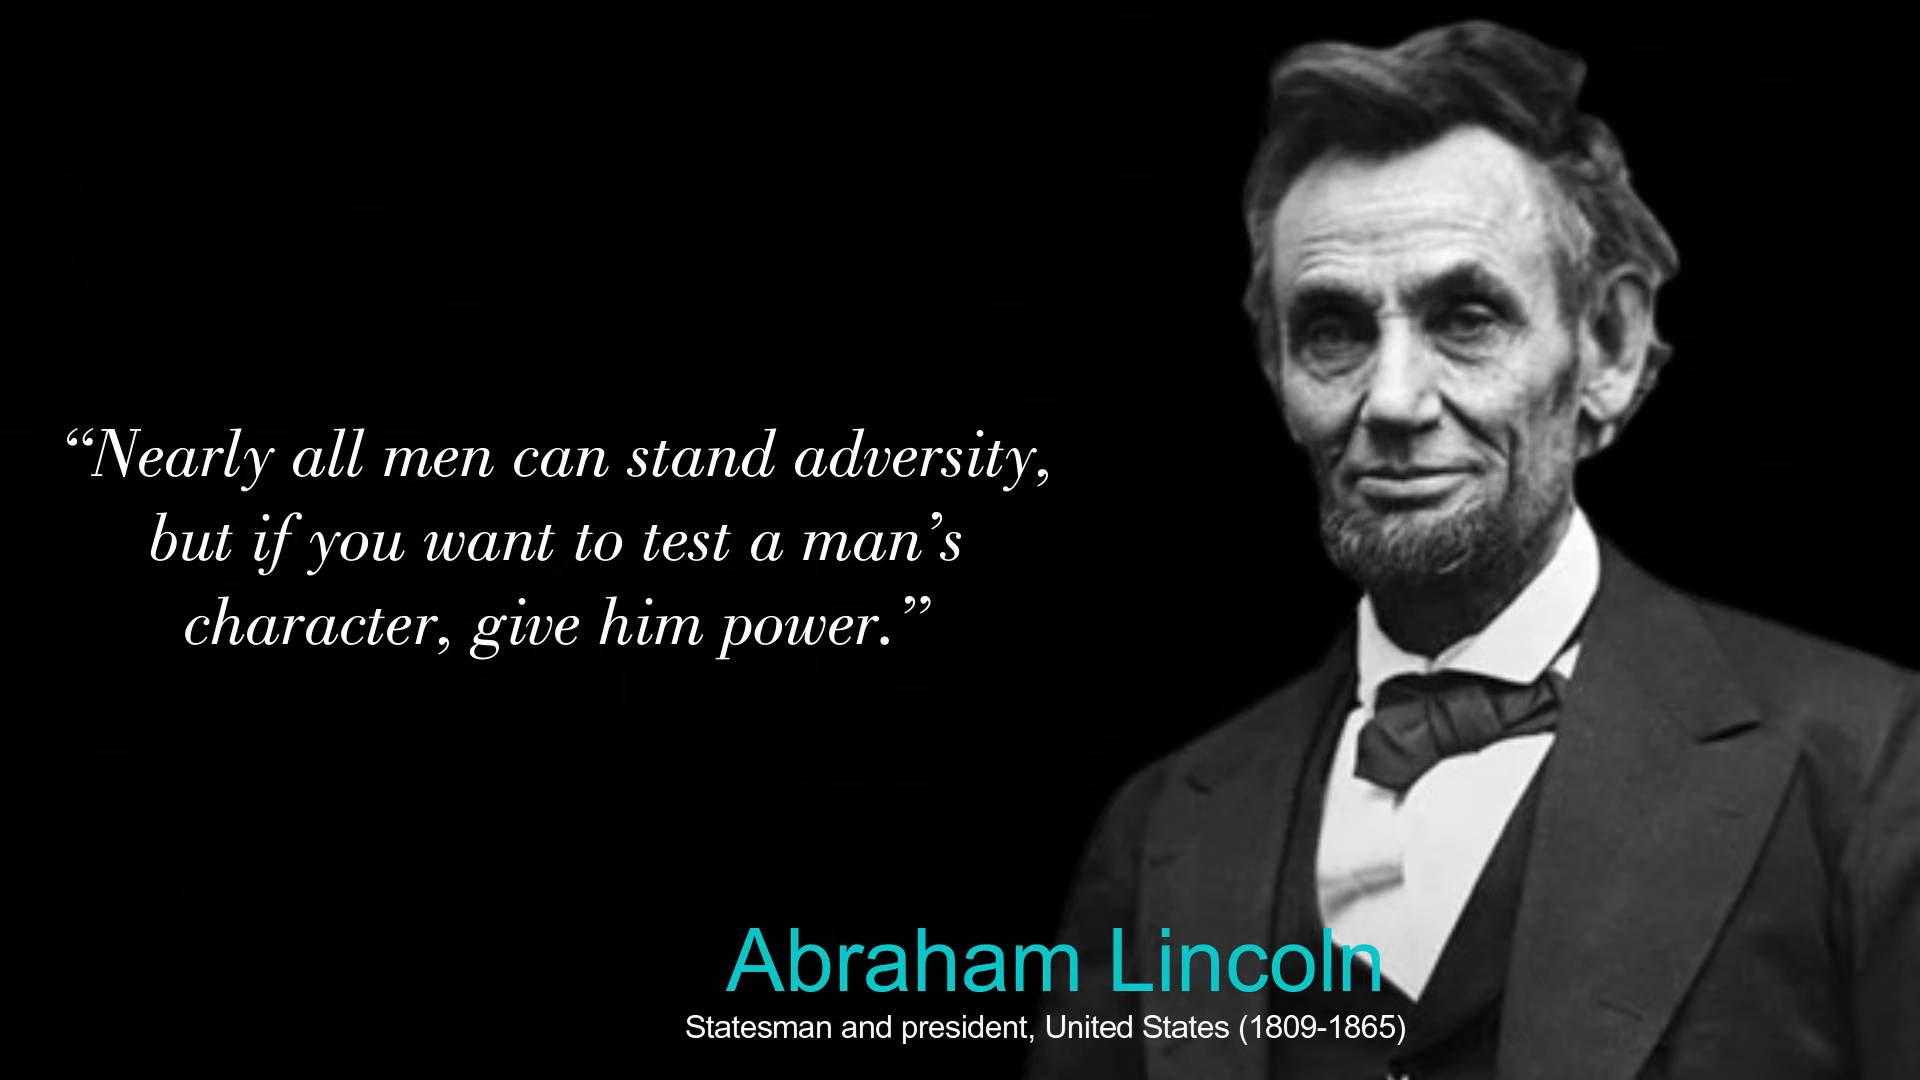 “Nearly all men can stand adversity,
but if you want to test a man’s
character, give him power.”
Abraham Lincoln
Statesman and president, United States (1809-1865)